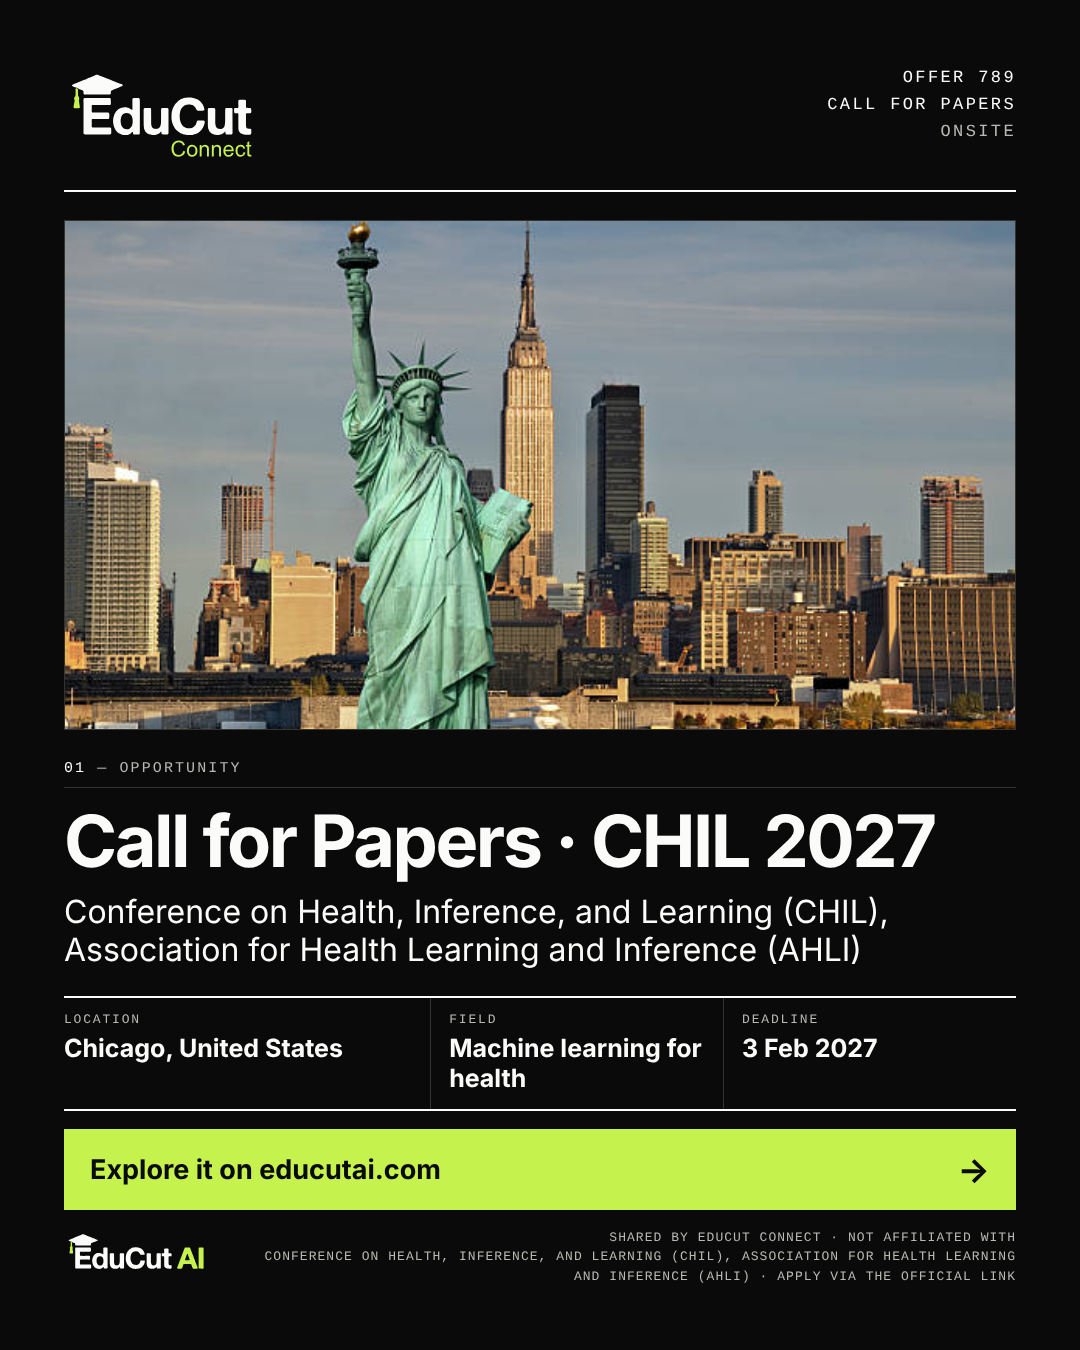 EduCut
Connect
OFFER 789
CALL FOR PAPERS
ONSITE
01 — OPPORTUNITY
Call for Papers · CHIL 2027
Conference on Health, Inference, and Learning (CHIL),
Association for Health Learning and Inference (AHLI)
LOCATION
Chicago, United States
FIELD
Machine learning for
health
DEADLINE
3 Feb 2027
Explore it on educutai.com →
EduCut AI
SHARED BY EDUCUT CONNECT · NOT AFFILIATED WITH
CONFERENCE ON HEALTH, INFERENCE, AND LEARNING (CHIL), ASSOCIATION FOR HEALTH LEARNING
AND INFERENCE (AHLI) · APPLY VIA THE OFFICIAL LINK